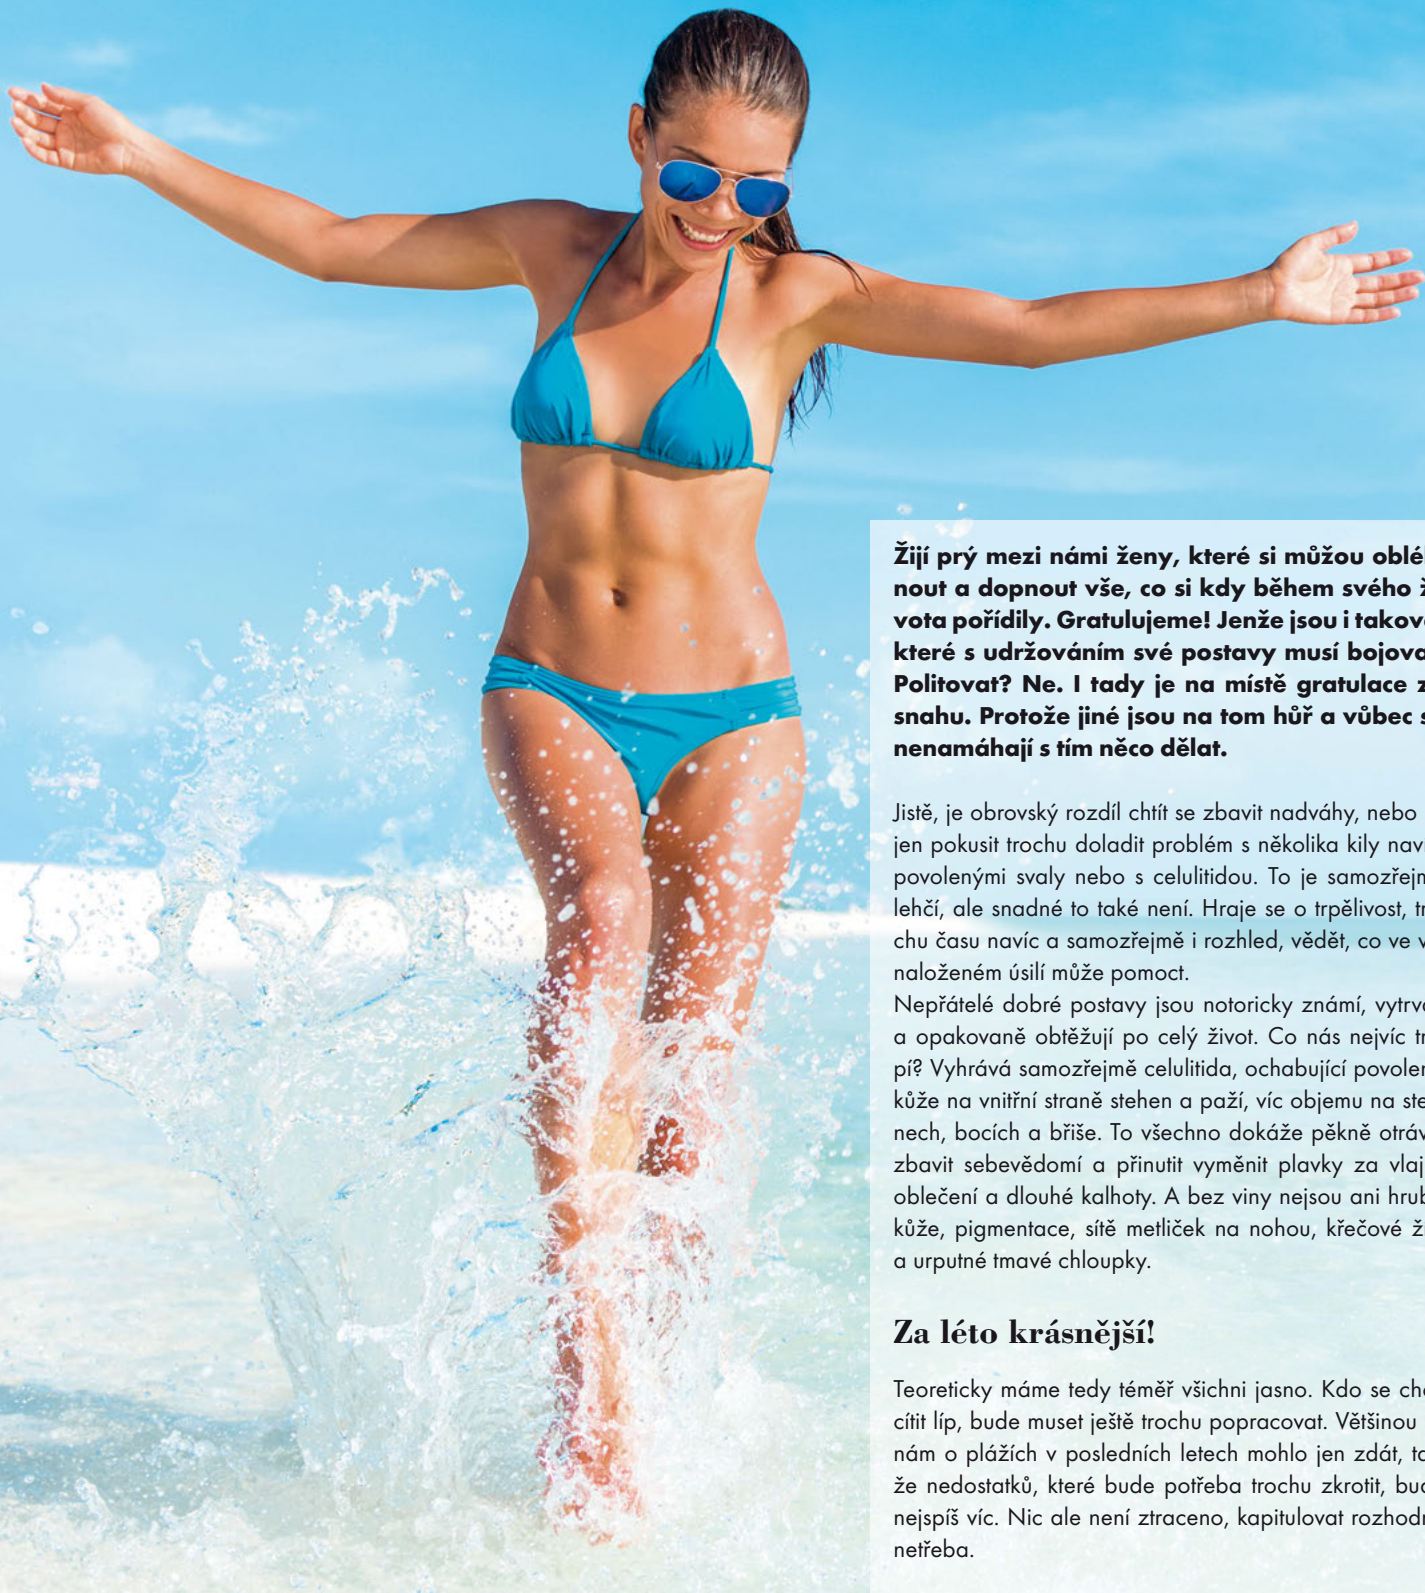 Žijí prý mezi námi ženy, které si můžou oblé
nout a dopnout vše, co si kdy během svého ž
vota pořídily. Gratulujeme! Jenže jsou i takov
které s udržováním své postavy musí bojova
Politovat? Ne. I tady je na místě gratulace z
snahu. Protože jiné jsou na tom hůř a vůbec s
nenamáhají s tím něco dělat.
Jistě, je obrovský rozdíl chtít se zbavit nadváhy, nebo
jen pokusit trochu doladit problém s několika kily nav
povolenými svaly nebo s celulitidou. To je samozřejm
lehčí, ale snadné to také není. Hraje se o trpělivost, tr
chu času navíc a samozřejmě i rozhled, vědět, co ve v
naloženém úsilí může pomoct.
Nepřátelé dobré postavy jsou notoricky známí, vytrv
a opakovaně obtěžují po celý život. Co nás nejvíc tr
pí? Vyhrává samozřejmě celulitida, ochabující povole
kůže na vnitřní straně stehen a paží, víc objemu na ste
nech, bocích a břiše. To všechno dokáže pěkně otráv
zbavit sebevědomí a přinutit vyměnit plavky za vlaj
oblečení a dlouhé kalhoty. A bez viny nejsou ani hrub
kůže, pigmentace, sítě metliček na nohou, křečové ž
a urputné tmavé chloupky.
Za léto krásnější!
Teoreticky máme tedy téměř všichni jasno. Kdo se ch
cítit líp, bude muset ještě trochu popracovat. Většinou
nám o plážích v posledních letech mohlo jen zdát, ta
že nedostatků, které bude potřeba trochu zkrotit, bu
nejspíš víc. Nic ale není ztraceno, kapitulovat rozhod
netřeba.